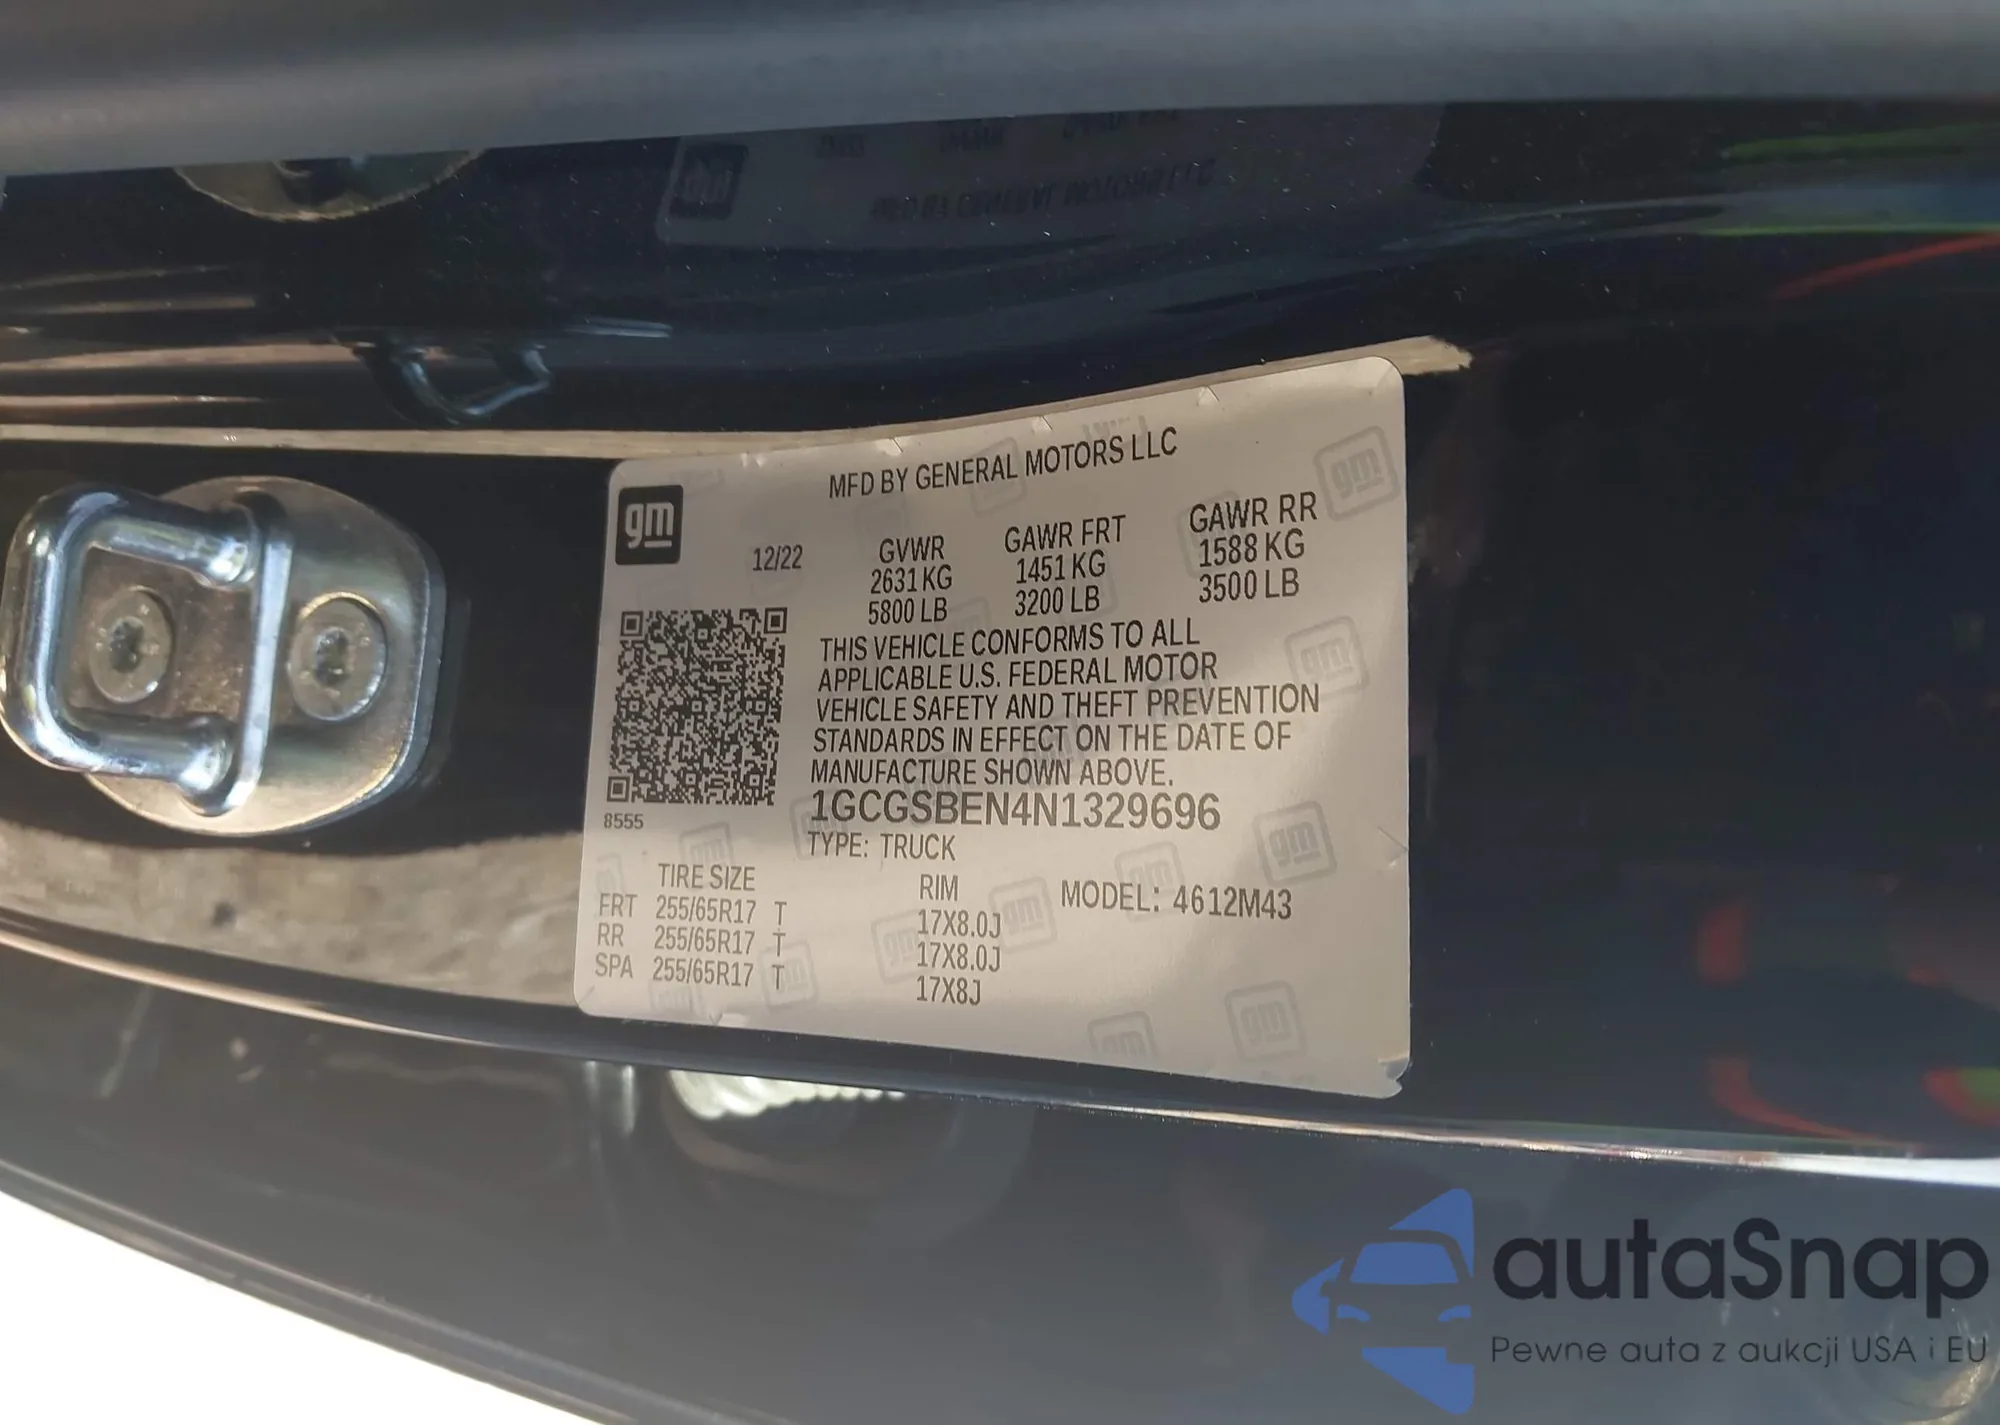 MFD BY GENERAL MOTORS LLC
gm
12/22 GVWR GAWR FRT GAWR RR
2631 KG 1451 KG 1588 KG
5800 LB 3200 LB 3500 LB
THIS VEHICLE CONFORMS TO ALL
APPLICABLE U.S. FEDERAL MOTOR
VEHICLE SAFETY AND THEFT PREVENTION
STANDARDS IN EFFECT ON THE DATE OF
MANUFACTURE SHOWN ABOVE.
1GCGSBEN4N1329696
8555
TYPE: TRUCK
TIRE SIZE RIM MODEL: 4612M43
FRT 255/65R17 T 17X8.0J
RR 255/65R17 T 17X8.0J
SPA 255/65R17 T 17X8J
autaSnap
Pewne auta z aukcji USA i EU